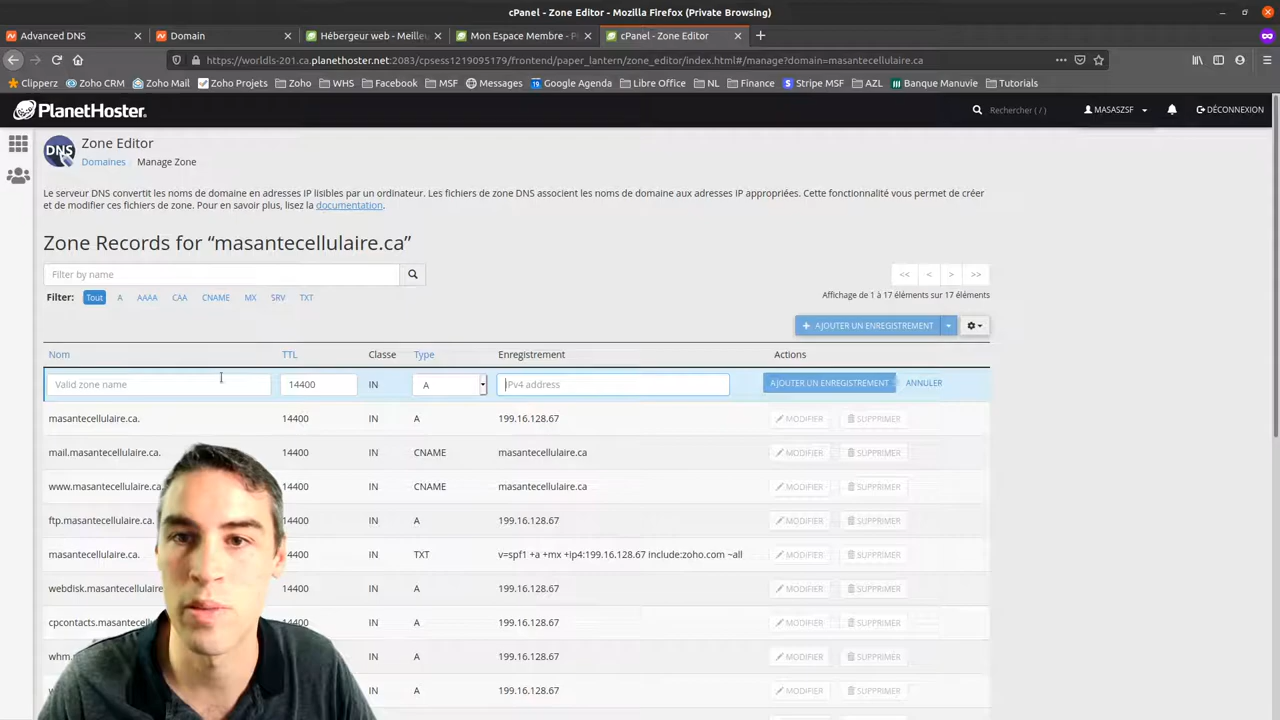 cPanel - Zone Editor - Mozilla Firefox (Private Browsing)
Advanced DNS
Domain
Hébergeur web - Meilleu
Mon Espace Membre - P
cPanel - Zone Editor
https://worldls-201.ca.planethoster.net:2083/cpsess1219095179/frontend/paper_lantern/zone_editor/index.html#/manage?domain=masantecellulaire.ca
Clipperz
Zoho CRM
Zoho Mail
Zoho Projets
Zoho
WHS
Facebook
MSF
Messages
Google Agenda
Libre Office
NL
Finance
Stripe MSF
AZL
Banque Manuvie
Tutorials
PlanetHoster.
Rechercher ( / )
MASASZSF
DÉCONNEXION
DNS
Zone Editor
Domaines
Manage Zone
Le serveur DNS convertit les noms de domaine en adresses IP lisibles par un ordinateur. Les fichiers de zone DNS associent les noms de domaine aux adresses IP appropriées. Cette fonctionnalité vous permet de créer
et de modifier ces fichiers de zone. Pour en savoir plus, lisez la documentation.
Zone Records for “masantecellulaire.ca”
Filter by name
<< < > >>
Filter: Tout A AAAA CAA CNAME MX SRV TXT
Affichage de 1 à 17 éléments sur 17 éléments
+ AJOUTER UN ENREGISTREMENT
Nom TTL Classe Type Enregistrement Actions
Valid zone name 14400 IN A IPv4 address AJOUTER UN ENREGISTREMENT ANNULER
masantecellulaire.ca. 14400 IN A 199.16.128.67 MODIFIER SUPPRIMER
mail.masantecellulaire.ca. 14400 IN CNAME masantecellulaire.ca MODIFIER SUPPRIMER
www.masantecellulaire.ca. 14400 IN CNAME masantecellulaire.ca MODIFIER SUPPRIMER
ftp.masantecellulaire.ca. 14400 IN A 199.16.128.67 MODIFIER SUPPRIMER
masantecellulaire.ca. 14400 IN TXT v=spf1 +a +mx +ip4:199.16.128.67 include:zoho.com ~all MODIFIER SUPPRIMER
webdisk.masantecellulaire 14400 IN A 199.16.128.67 MODIFIER SUPPRIMER
cpcontacts.masantecell 14400 IN A 199.16.128.67 MODIFIER SUPPRIMER
whm. 14400 IN A 199.16.128.67 MODIFIER SUPPRIMER
14400 IN A 199.16.128.67 MODIFIER SUPPRIMER